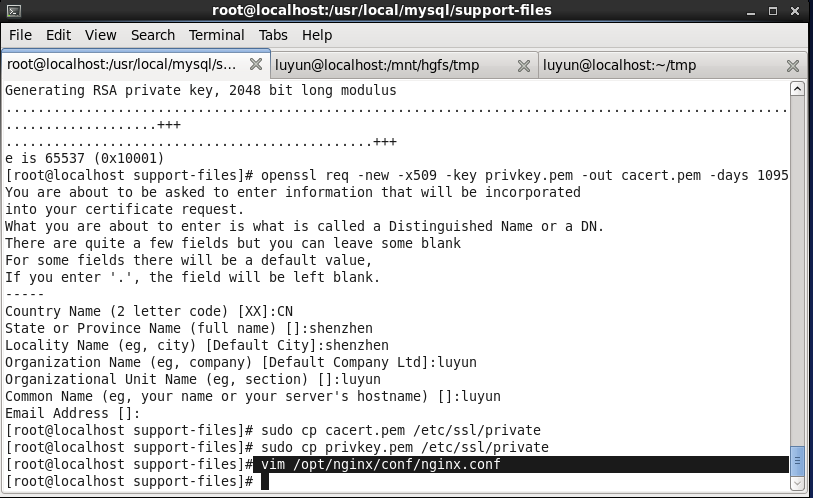 root@localhost:/usr/local/mysql/support-files
File Edit View Search Terminal Tabs Help
root@localhost:/usr/local/mysql/s... luyun@localhost:/mnt/hgfs/tmp luyun@localhost:~/tmp
Generating RSA private key, 2048 bit long modulus
..................................................................................................
...................+++
..............................................+++
e is 65537 (0x10001)
[root@localhost support-files]# openssl req -new -x509 -key privkey.pem -out cacert.pem -days 1095
You are about to be asked to enter information that will be incorporated
into your certificate request.
What you are about to enter is what is called a Distinguished Name or a DN.
There are quite a few fields but you can leave some blank
For some fields there will be a default value,
If you enter '.', the field will be left blank.
-----
Country Name (2 letter code) [XX]:CN
State or Province Name (full name) []:shenzhen
Locality Name (eg, city) [Default City]:shenzhen
Organization Name (eg, company) [Default Company Ltd]:luyun
Organizational Unit Name (eg, section) []:luyun
Common Name (eg, your name or your server's hostname) []:luyun
Email Address []:
[root@localhost support-files]# sudo cp cacert.pem /etc/ssl/private
[root@localhost support-files]# sudo cp privkey.pem /etc/ssl/private
[root@localhost support-files]# vim /opt/nginx/conf/nginx.conf
[root@localhost support-files]#